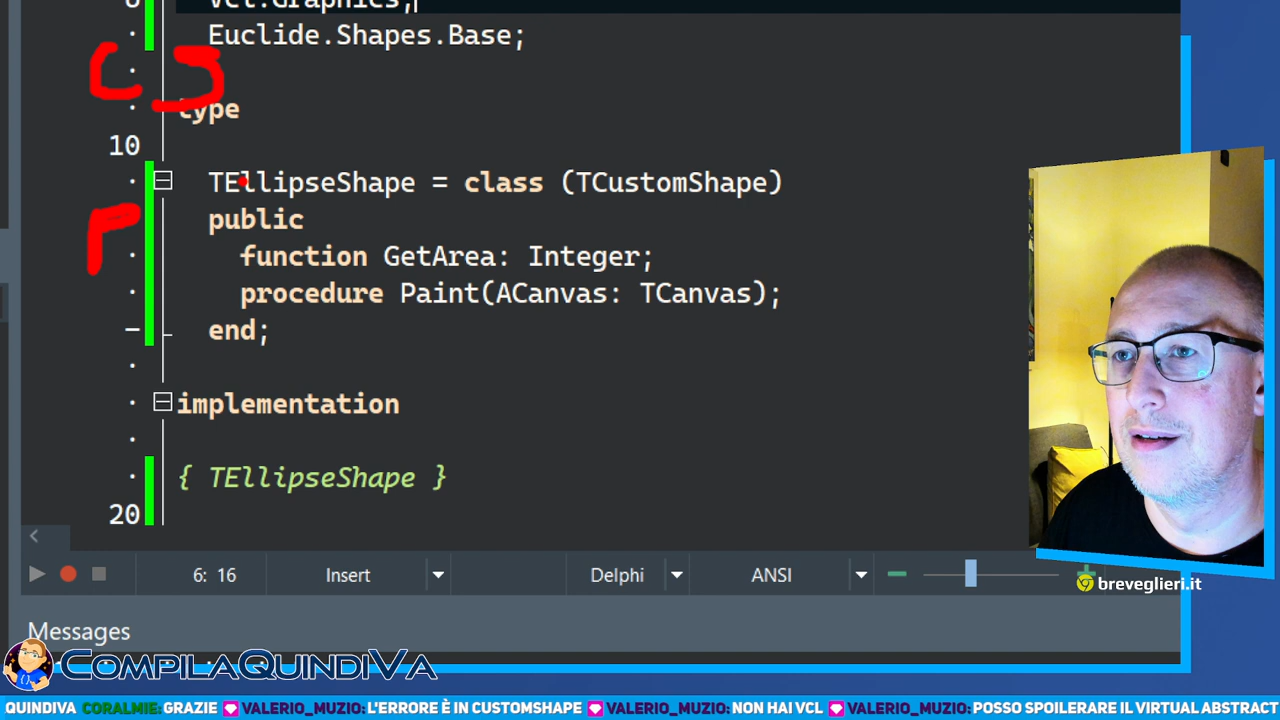 Vcl.Graphics;
Euclide.Shapes.Base;
type
10
TEllipseShape = class (TCustomShape)
public
function GetArea: Integer;
procedure Paint(ACanvas: TCanvas);
end;
implementation
{ TEllipseShape }
20
6: 16 Insert Delphi ANSI
breveglieri.it
Messages
CompilaQuindiVa
QUINDIVA CORALMIE: GRAZIE VALERIO_MUZIO: L'ERRORE È IN CUSTOMSHAPE VALERIO_MUZIO: NON HAI VCL VALERIO_MUZIO: POSSO SPOILERARE IL VIRTUAL ABSTRACT